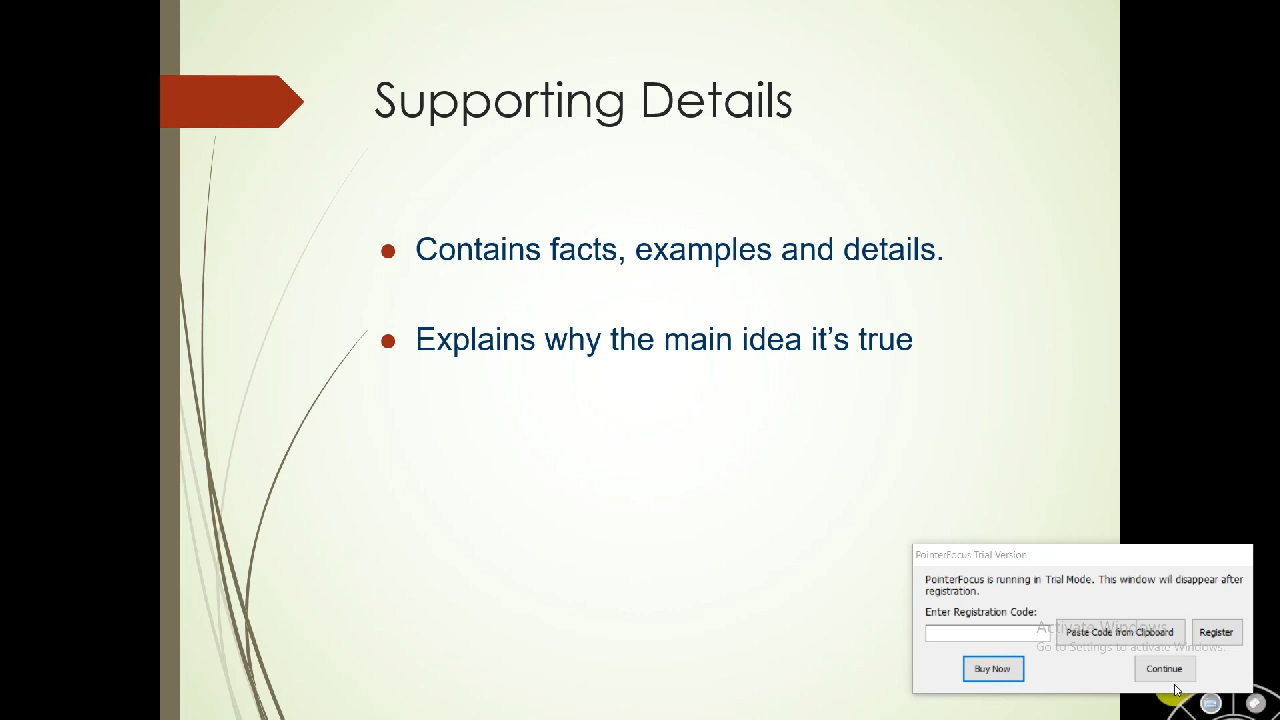 Supporting Details
Contains facts, examples and details.
Explains why the main idea it’s true
PointerFocus Trial Version
PointerFocus is running in Trial Mode. This window will disappear after
registration.
Enter Registration Code:
Paste Code from Clipboard
Register
Activate Windows
Go to Settings to activate Windows.
Buy Now
Continue